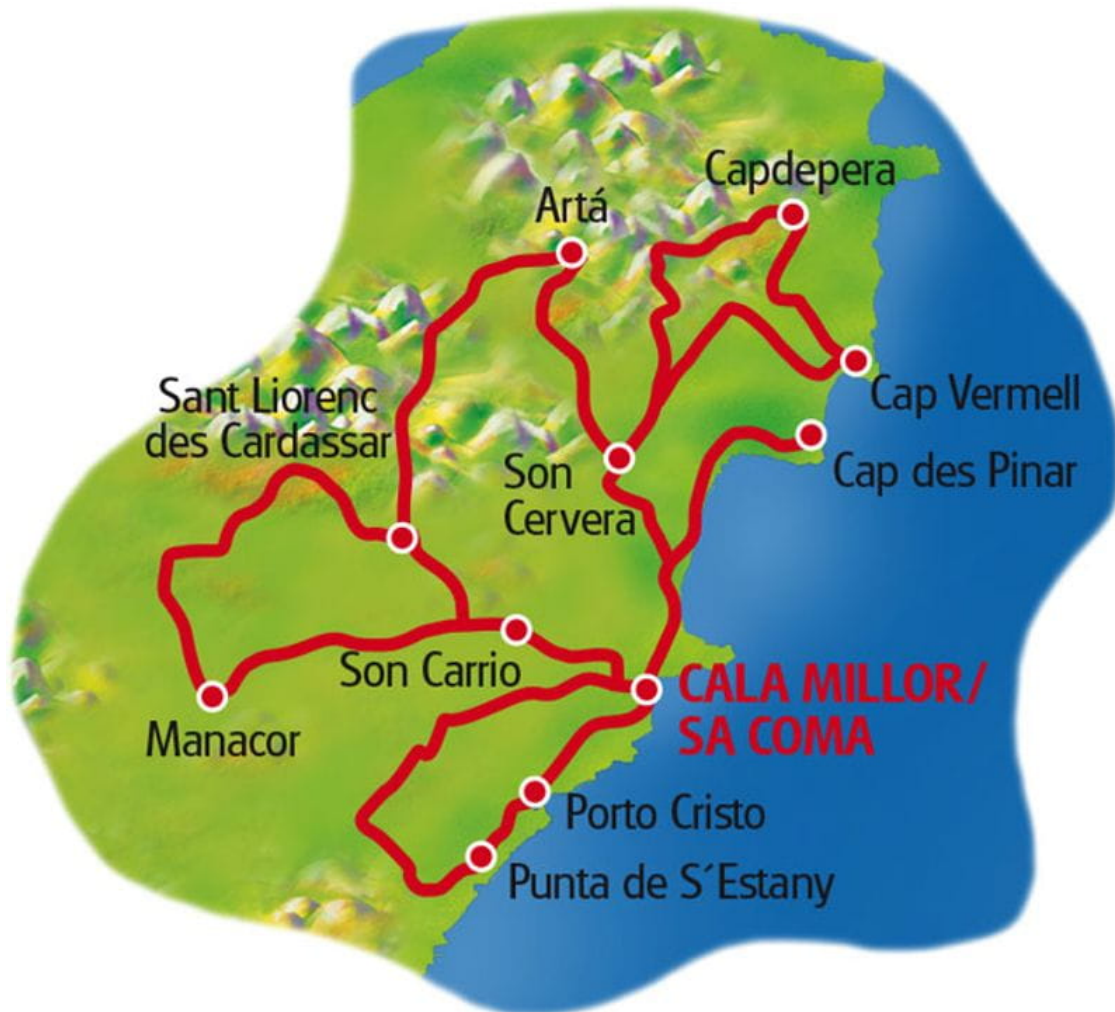 Capdepera
Artá
Sant Liorenc
des Cardassar
Cap Vermell
Cap des Pinar
Son
Cervera
Son Carrio
CALA MILLOR/
SA COMA
Manacor
Porto Cristo
Punta de S´Estany